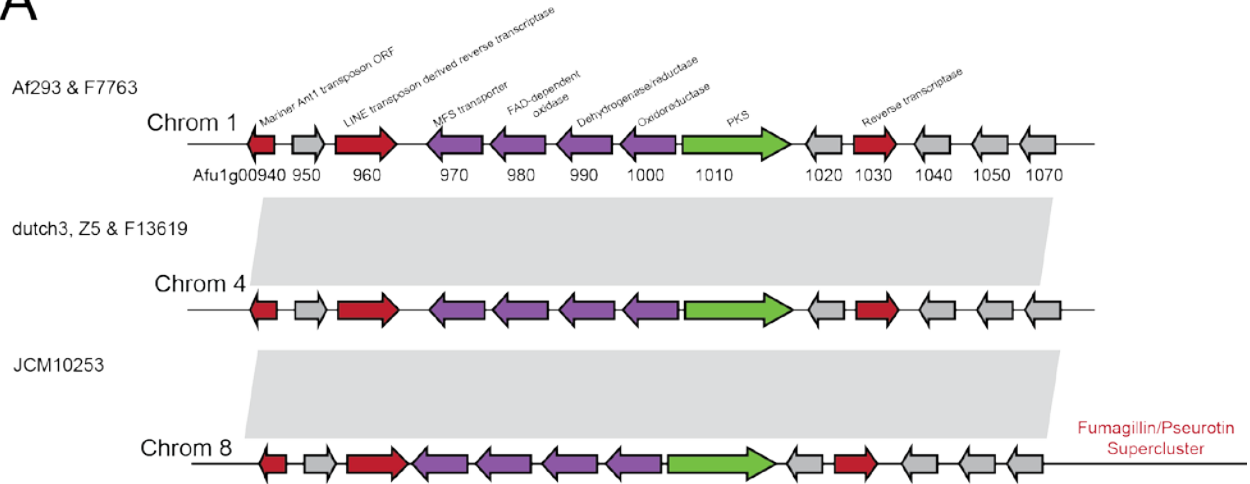 A
Af293 & F7763
Mariner Ant1 transposon ORF
LINE transposon derived reverse transcriptase
MFS transporter
FAD-dependent
oxidase
Dehydrogenase/reductase
Oxidoreductase
PKS
Reverse transcriptase
Chrom 1
Afu1g00940 950 960 970 980 990 1000 1010 1020 1030 1040 1050 1070
dutch3, Z5 & F13619
Chrom 4
JCM10253
Chrom 8
Fumagillin/Pseurotin
Supercluster